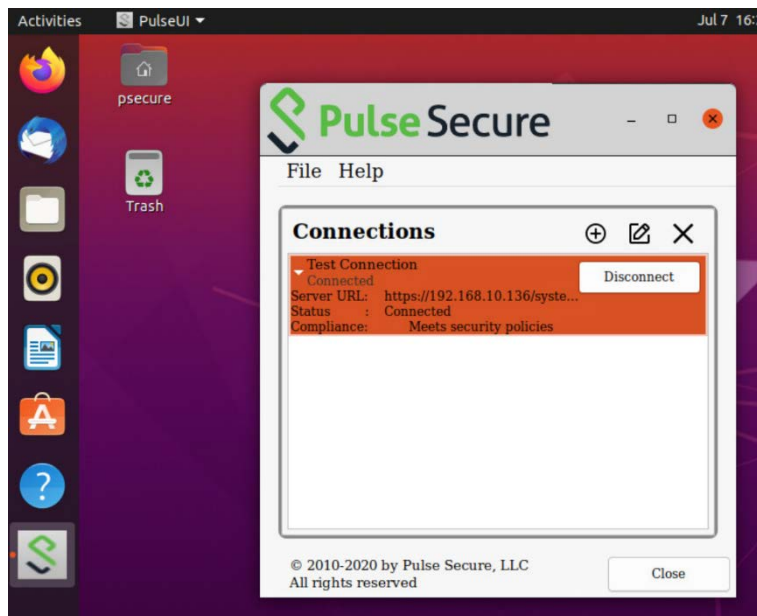 Activities PulseUI Jul 7 16:
psecure
Trash
Pulse Secure
File Help
Connections
Test Connection
Connected
Disconnect
Server URL: https://192.168.10.136/syste...
Status : Connected
Compliance: Meets security policies
© 2010-2020 by Pulse Secure, LLC
All rights reserved
Close